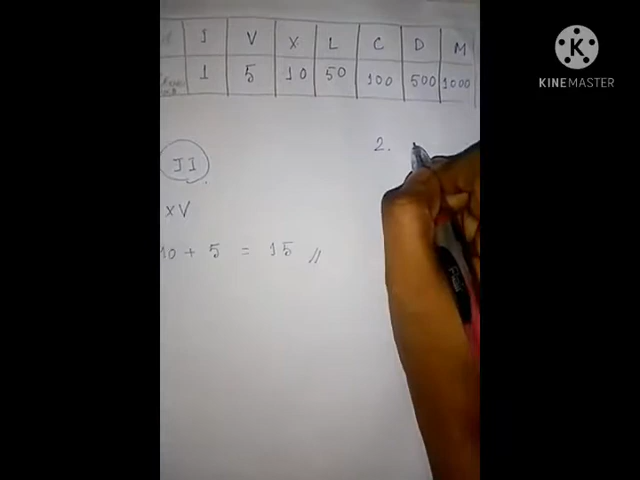 I V X L C D M
1 5 10 50 100 500 1000
II
XV
10 + 5 = 15 //
2.
K
KINEMASTER